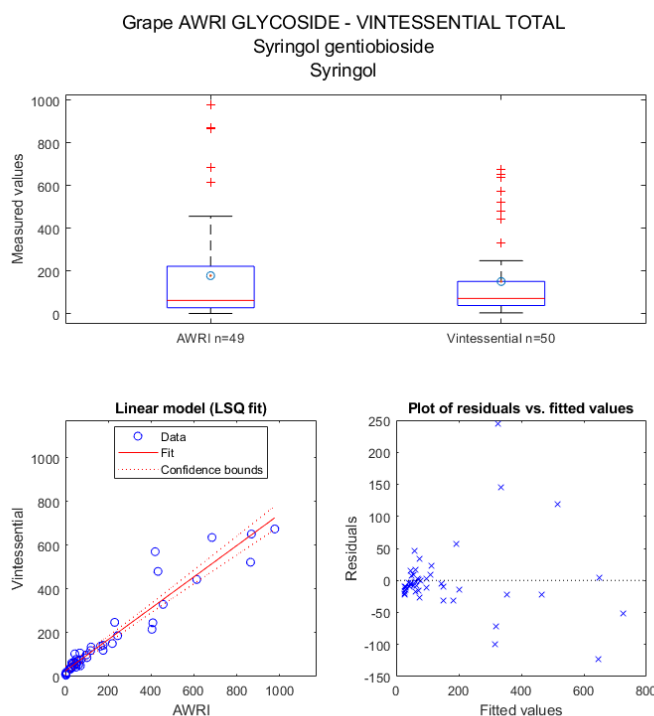 Grape AWRI GLYCOSIDE - VINTESSENTIAL TOTAL
Syringol gentiobioside
Syringol
1000
800
600
400
200
0
Measured values
AWRI n=49
Vintessential n=50
Linear model (LSQ fit)
Data
Fit
Confidence bounds
1000
800
600
400
200
0
Vintessential
0
200
400
600
800
1000
AWRI
Plot of residuals vs. fitted values
250
200
150
100
50
0
-50
-100
-150
Residuals
0
200
400
600
800
Fitted values